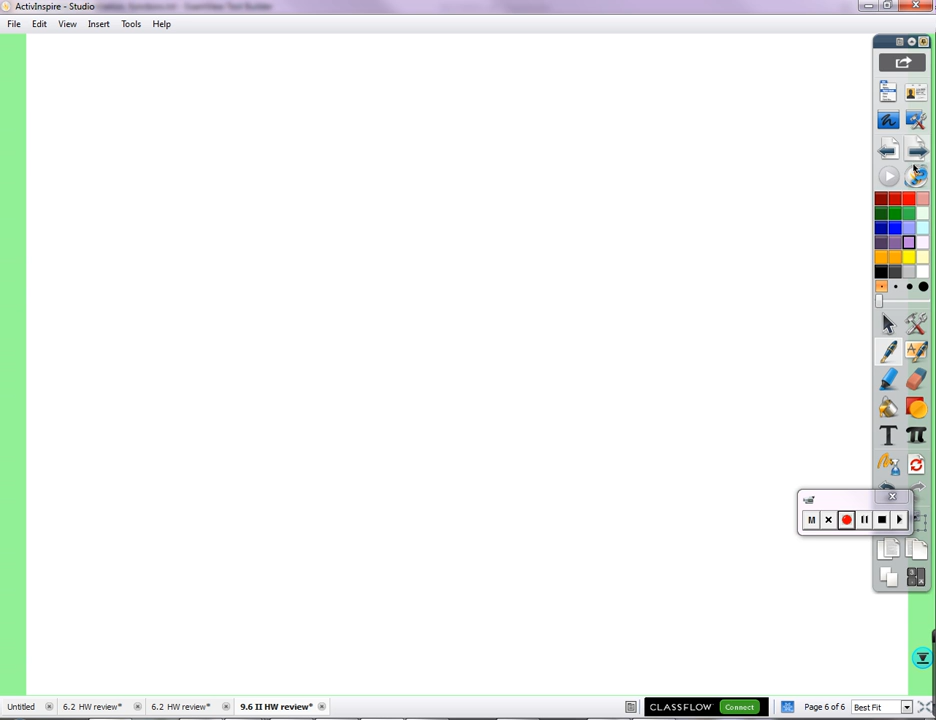 ActivInspire - Studio
File Edit View Insert Tools Help
T π
M
Untitled 6.2 HW review* 6.2 HW review* 9.6 II HW review* CLASSFLOW Connect Page 6 of 6 Best Fit